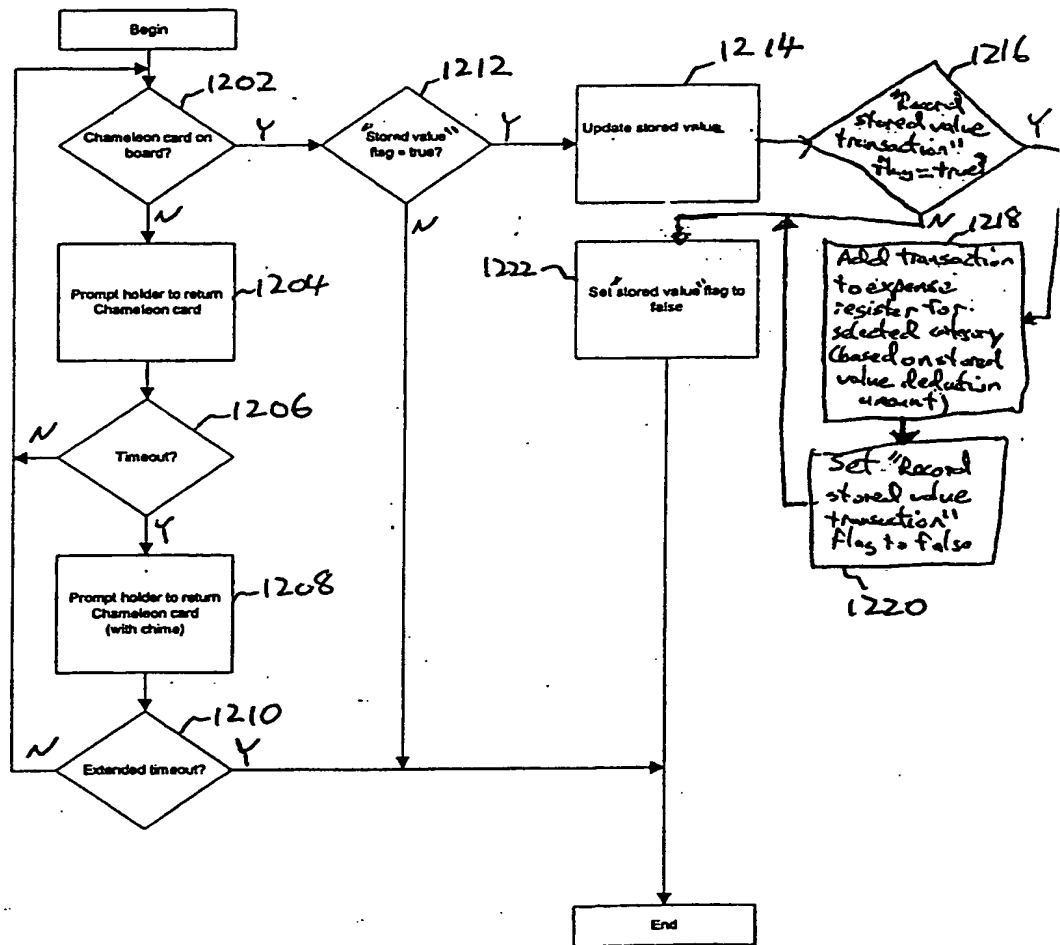 Begin
1202
Chameleon card on
board?
Y
N
1204
Prompt holder to return
Chameleon card
1206
Timeout?
N
Y
1208
Prompt holder to return
Chameleon card
(with chime)
1210
Extended timeout?
N
Y
1212
"Stored value"
flag = true?
Y
N
1214
Update stored value
1216
"Record
stored value
transaction"
flag = true?
Y
N
1218
Add transaction
to expense
register for
selected category
(based on stored
value deduction
amount)
Set "Record
stored value
transaction"
flag to false
1220
1222
Set "stored value" flag to
false
End